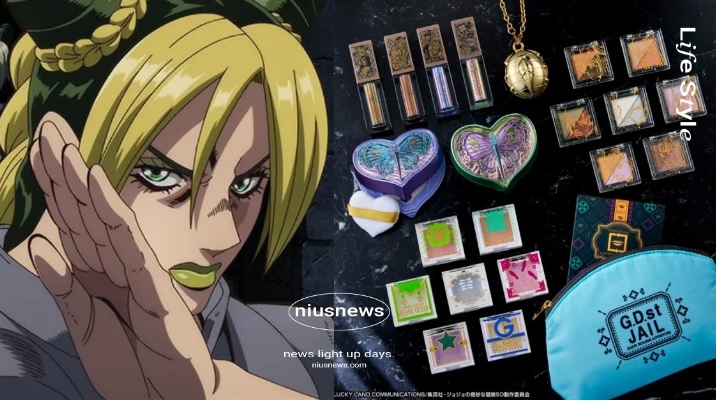 Life Style
niusnews
news light up days
niusnews.com
G
G.D.st
JAIL
LUCKY LAND COMMUNICATIONS/集英社・ジョジョの奇妙な冒険SO製作委員会